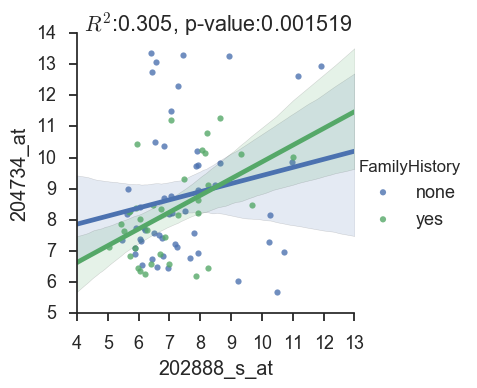 R²:0.305, p-value:0.001519
14
13
12
11
10
9
8
7
6
5
204734_at
4 5 6 7 8 9 10 11 12 13
202888_s_at
FamilyHistory
none
yes